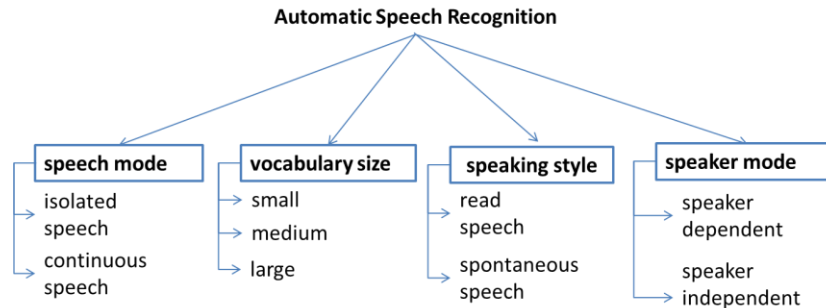 Automatic Speech Recognition
speech mode
isolated
speech
continuous
speech
vocabulary size
small
medium
large
speaking style
read
speech
spontaneous
speech
speaker mode
speaker
dependent
speaker
independent